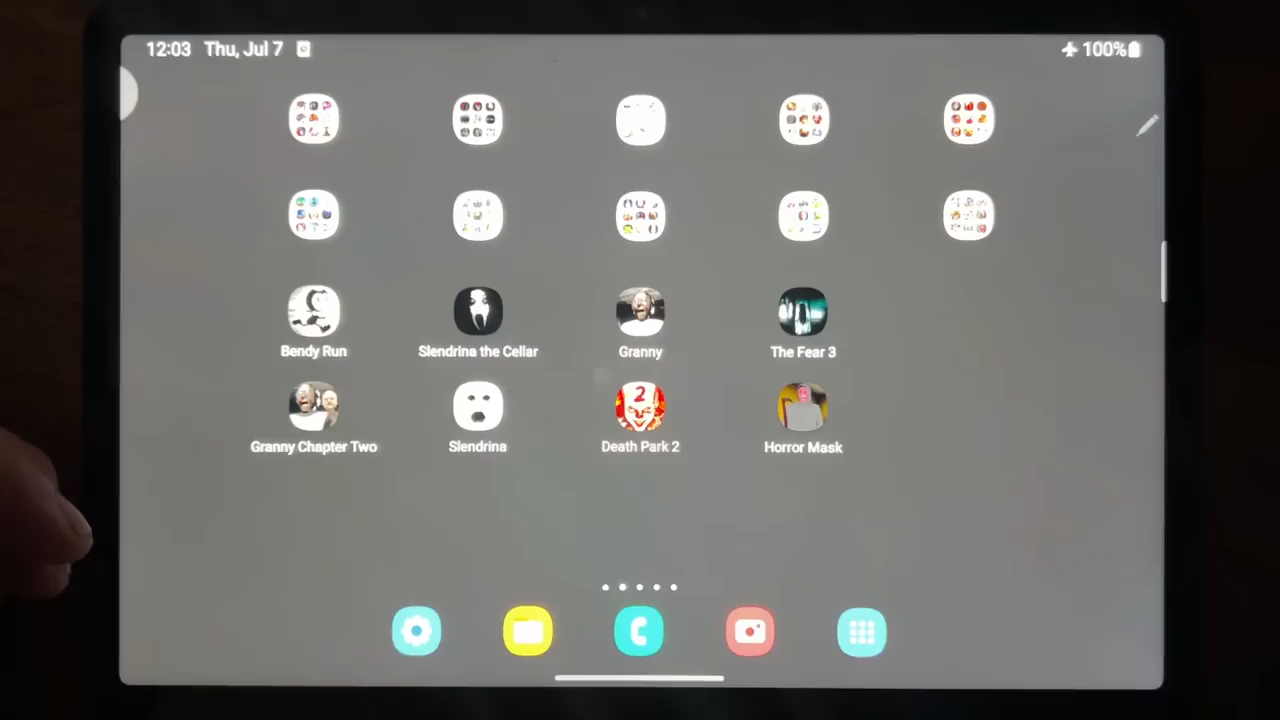 12:03 Thu, Jul 7
100%
Bendy Run
Slendrina the Cellar
Granny
The Fear 3
2
Granny Chapter Two
Slendrina
Death Park 2
Horror Mask